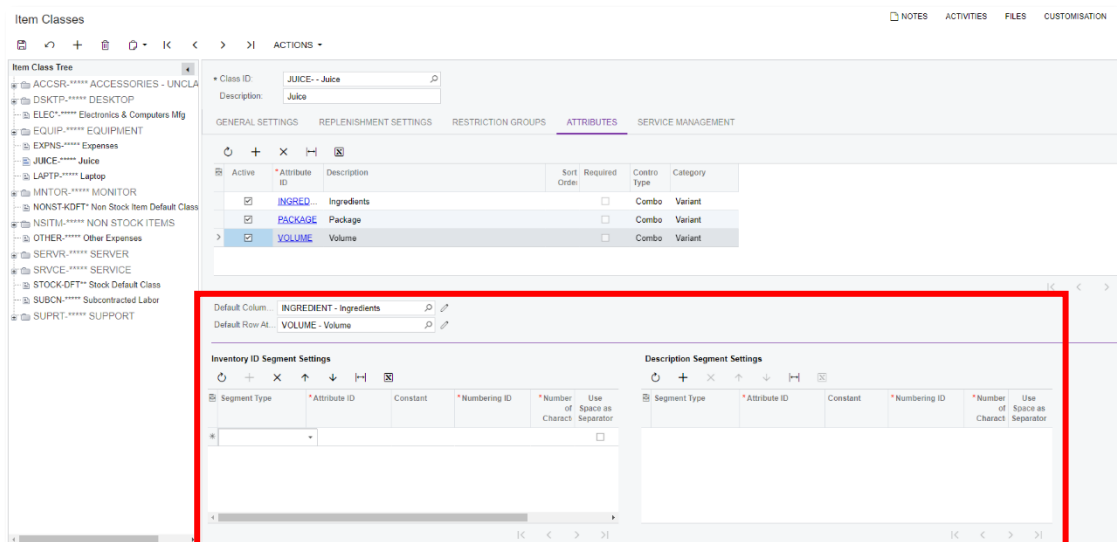 Item Classes
NOTES ACTIVITIES FILES CUSTOMISATION
ACTIONS
Item Class Tree
ACCSR-***** ACCESSORIES - UNCLA
DSKTP-***** DESKTOP
ELEC*-***** Electronics & Computers Mfg
EQUIP-***** EQUIPMENT
EXPNS-***** Expenses
JUICE-***** Juice
LAPTP-***** Laptop
MNTOR-***** MONITOR
NONST-KDFT* Non Stock Item Default Class
NSITM-***** NON STOCK ITEMS
OTHER-***** Other Expenses
SERVR-***** SERVER
SRVCE-***** SERVICE
STOCK-DFT** Stock Default Class
SUBCN-***** Subcontracted Labor
SUPRT-***** SUPPORT
* Class ID: JUICE- - Juice
Description: Juice
GENERAL SETTINGS REPLENISHMENT SETTINGS RESTRICTION GROUPS ATTRIBUTES SERVICE MANAGEMENT
Active *Attribute ID Description Sort Order Required Contro Type Category
INGRED... Ingredients Combo Variant
PACKAGE Package Combo Variant
VOLUME Volume Combo Variant
Default Colum... INGREDIENT - Ingredients
Default Row At... VOLUME - Volume
Inventory ID Segment Settings
Segment Type *Attribute ID Constant *Numbering ID *Number of Charact Use Space as Separator
Description Segment Settings
Segment Type *Attribute ID Constant *Numbering ID *Number of Charact Use Space as Separator